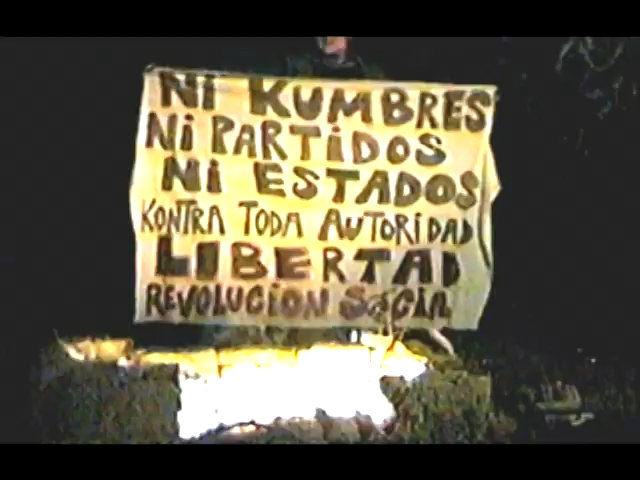 Ni KUMBRES
Ni PARTiDOS
Ni ESTADOS
KONTRA TODA AUTORiDAD
LIBERTAD
REVOLUCION SOCIAL